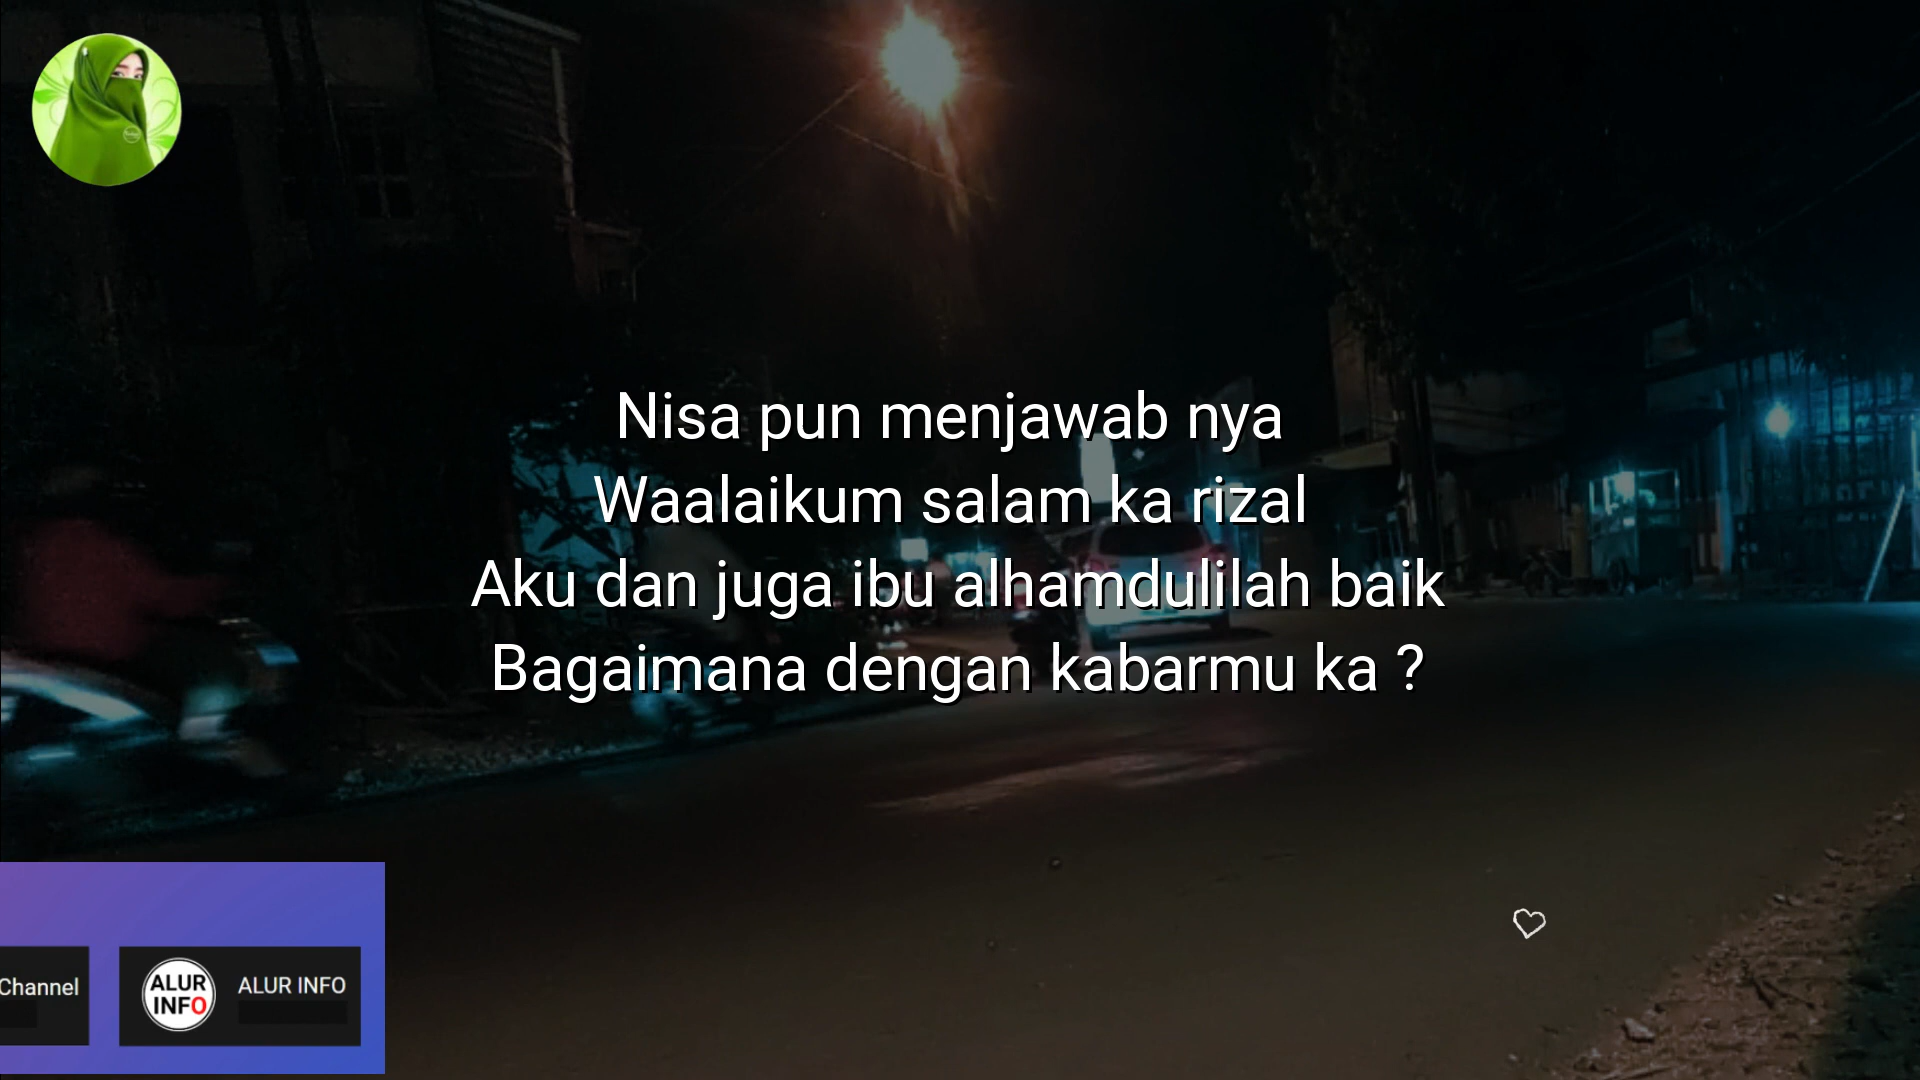 Nisa pun menjawab nya
Waalaikum salam ka rizal
Aku dan juga ibu alhamdulilah baik
Bagaimana dengan kabarmu ka ?
Channel
ALUR
INFO
ALUR INFO